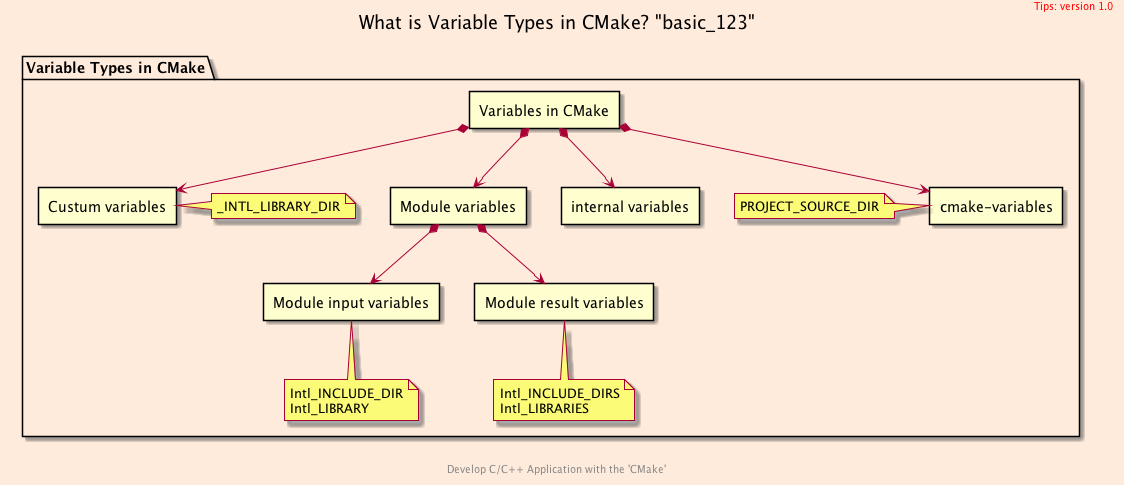 Tips: version 1.0
What is Variable Types in CMake? "basic_123"
Variable Types in CMake
Variables in CMake
Custum variables
_INTL_LIBRARY_DIR
Module variables
internal variables
PROJECT_SOURCE_DIR
cmake-variables
Module input variables
Module result variables
Intl_INCLUDE_DIR
Intl_LIBRARY
Intl_INCLUDE_DIRS
Intl_LIBRARIES
Develop C/C++ Application with the 'CMake'